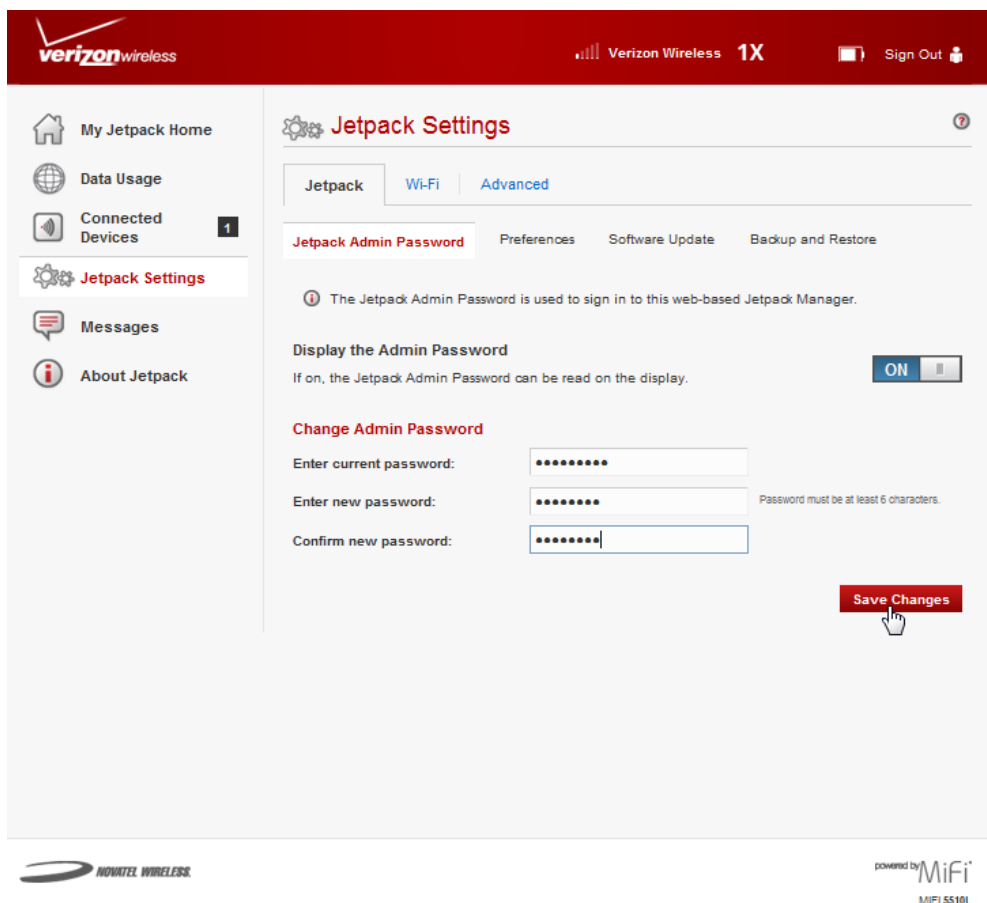 verizonwireless
Verizon Wireless 1X
Sign Out
My Jetpack Home
Data Usage
Connected
Devices
1
Jetpack Settings
Messages
About Jetpack
Jetpack Settings
?
Jetpack
Wi-Fi
Advanced
Jetpack Admin Password
Preferences
Software Update
Backup and Restore
The Jetpack Admin Password is used to sign in to this web-based Jetpack Manager.
Display the Admin Password
If on, the Jetpack Admin Password can be read on the display.
ON
Change Admin Password
Enter current password:
Enter new password:
Password must be at least 6 characters.
Confirm new password:
Save Changes
NOVATEL WIRELESS.
powered by MiFi
MIFI 5510L